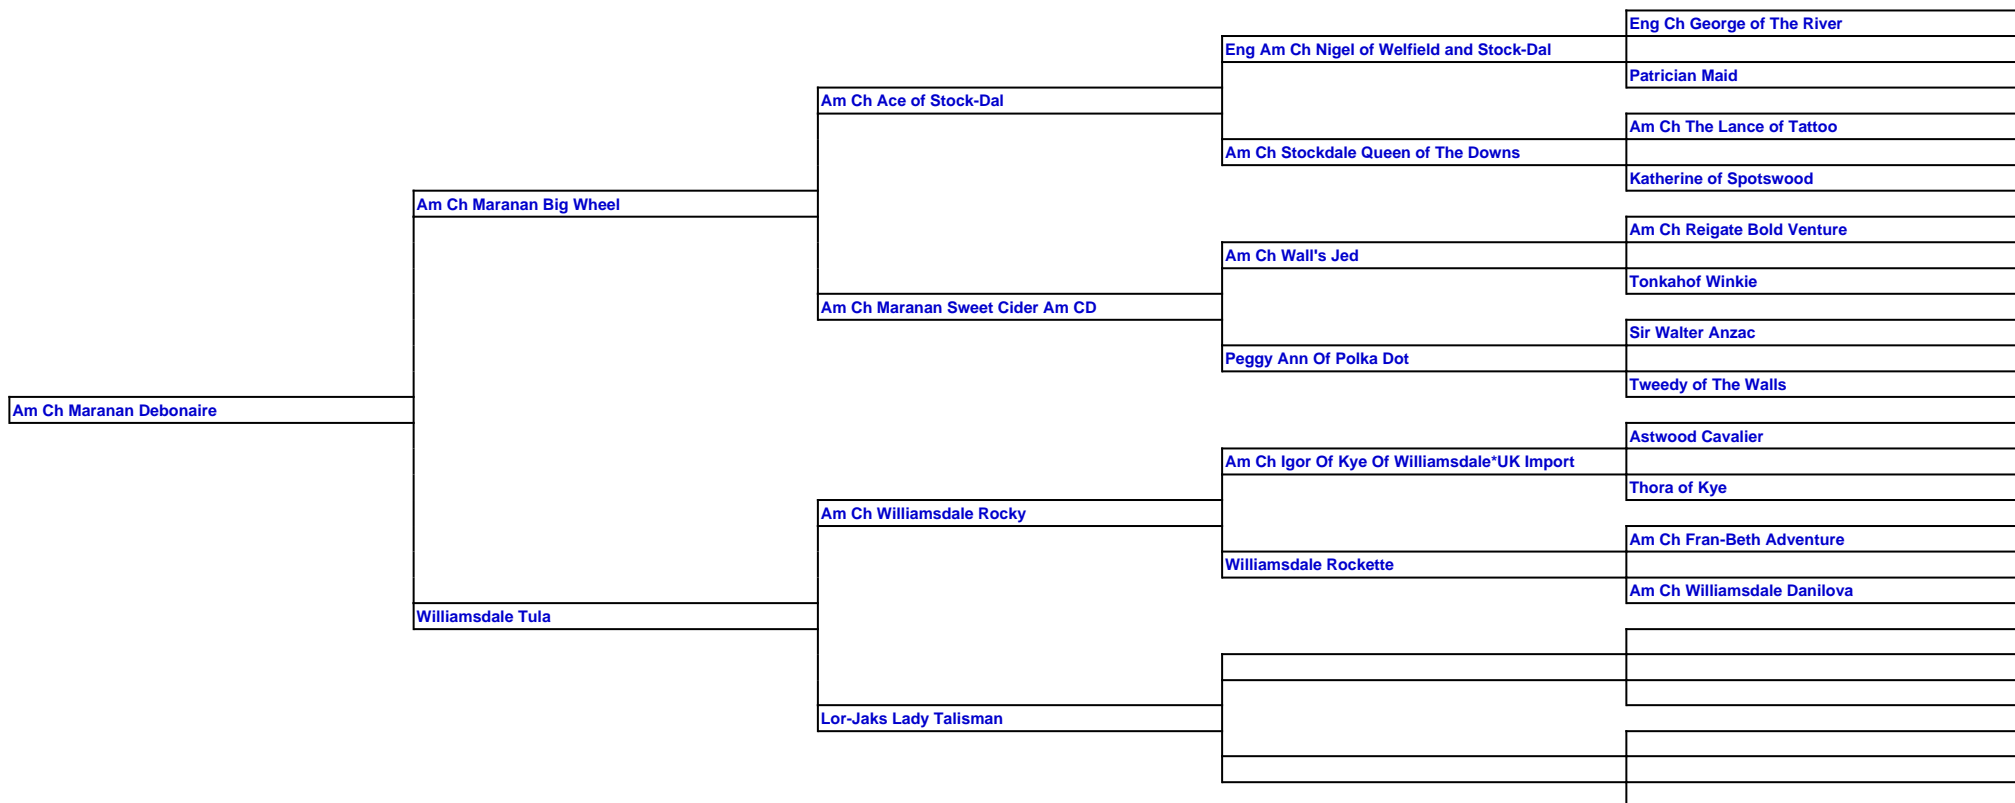 Eng Ch George of The River
Eng Am Ch Nigel of Welfield and Stock-Dal
Patrician Maid
Am Ch Ace of Stock-Dal
Am Ch The Lance of Tattoo
Am Ch Stockdale Queen of The Downs
Katherine of Spotswood
Am Ch Maranan Big Wheel
Am Ch Reigate Bold Venture
Am Ch Wall's Jed
Tonkahof Winkie
Am Ch Maranan Sweet Cider Am CD
Sir Walter Anzac
Peggy Ann Of Polka Dot
Tweedy of The Walls
Am Ch Maranan Debonaire
Astwood Cavalier
Am Ch Igor Of Kye Of Williamsdale*UK Import
Thora of Kye
Am Ch Williamsdale Rocky
Am Ch Fran-Beth Adventure
Williamsdale Rockette
Am Ch Williamsdale Danilova
Williamsdale Tula
Lor-Jaks Lady Talisman